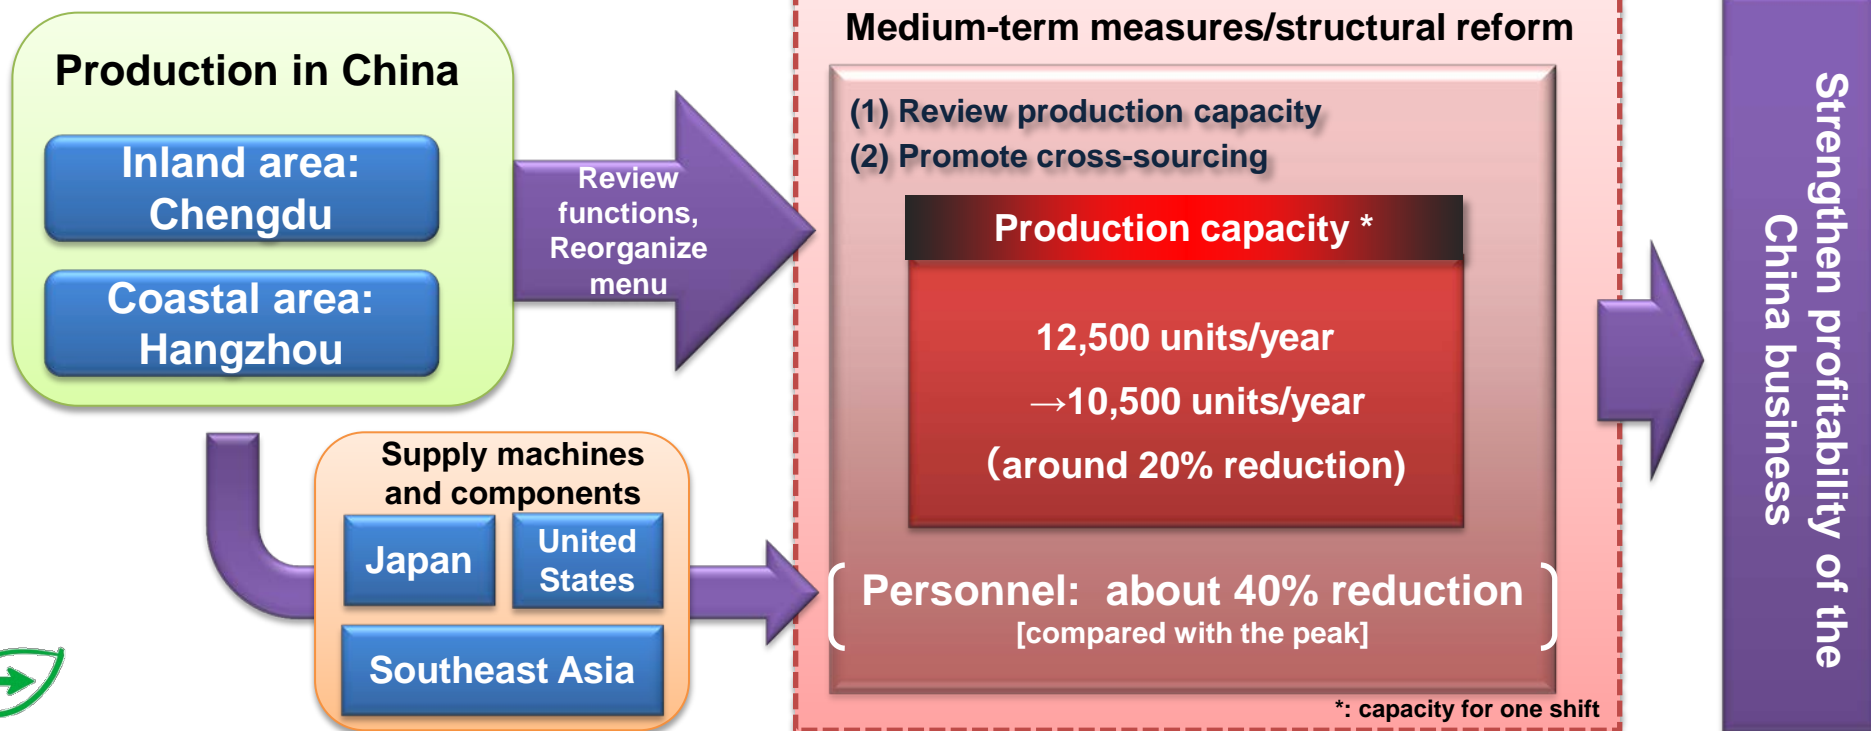 Production in China
Inland area:
Chengdu
Coastal area:
Hangzhou
Review
functions,
Reorganize
menu
Supply machines
and components
Japan
United
States
Southeast Asia
Medium-term measures/structural reform
(1) Review production capacity
(2) Promote cross-sourcing
Production capacity *
12,500 units/year
→10,500 units/year
(around 20% reduction)
Personnel: about 40% reduction
[compared with the peak]
*: capacity for one shift
Strengthen profitability of the
China business